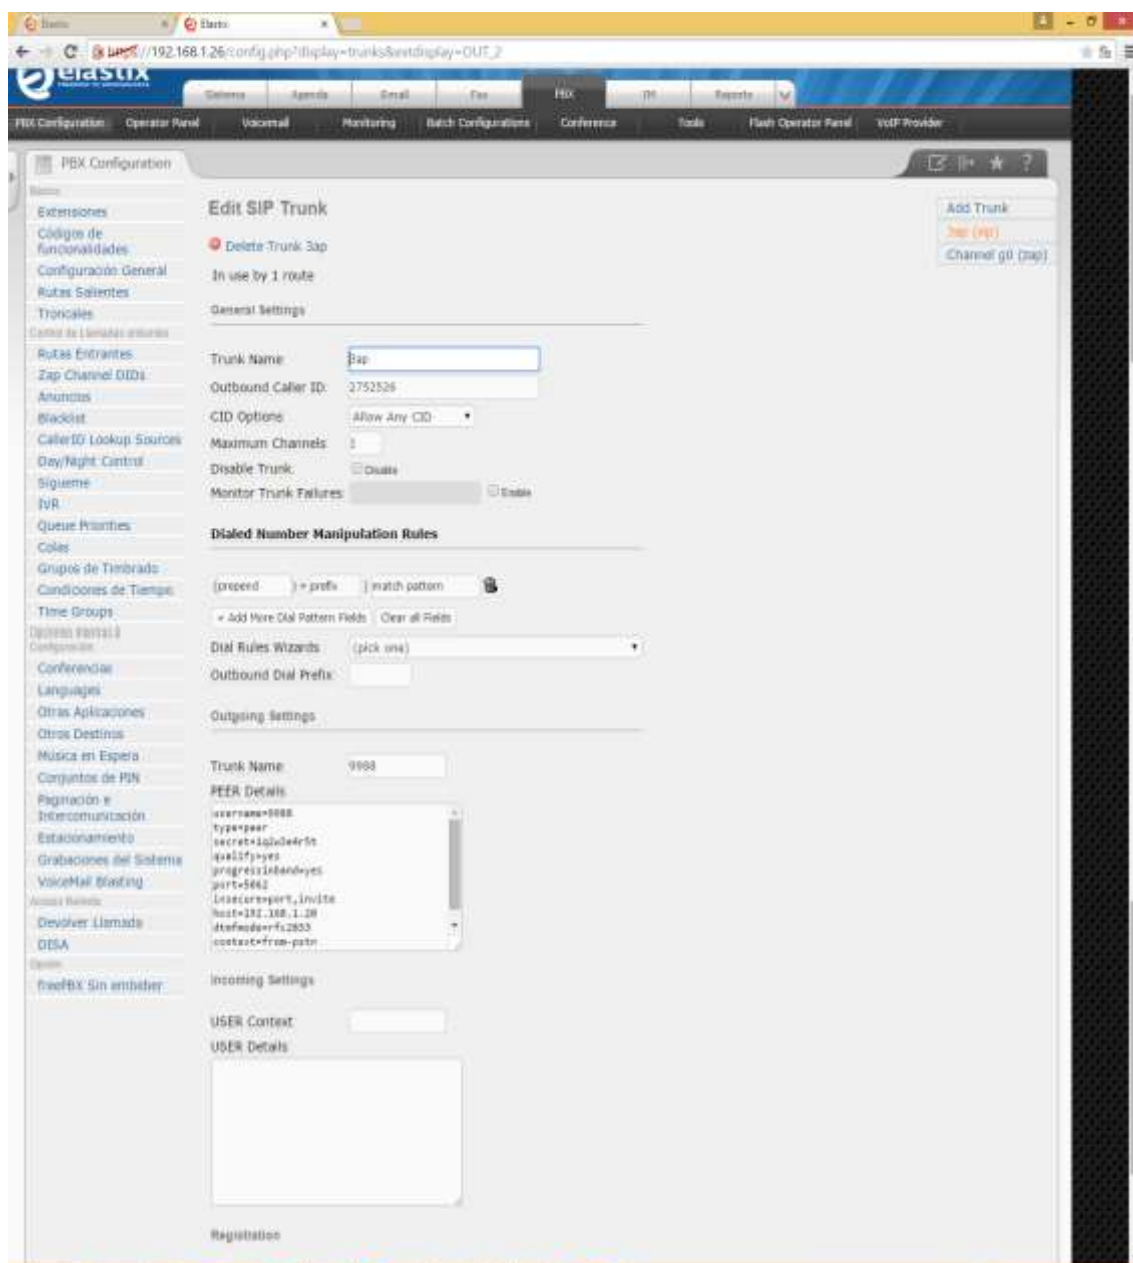 Elastix
192.168.1.26/config.php?display=trunks&extdisplay=OUT_2
elastix
Sistema Agenda Email Fax PBX IM Reports
PBX Configuration Operator Panel Voicemail Monitoring Batch Configurations Conference Tools Flash Operator Panel VoIP Provider
PBX Configuration
Extensiones
Códigos de
funcionalidades
Configuración General
Rutas Salientes
Troncales
Rutas Entrantes
Zap Channel DIDs
Anuncios
Blacklist
CallerID Lookup Sources
Day/Night Control
Sigueme
IVR
Queue Priorities
Colas
Grupos de Timbrado
Condiciones de Tiempo
Time Groups
Conferencias
Languages
Otras Aplicaciones
Otros Destinos
Música en Espera
Conjuntos de PIN
Paginación e
Intercomunicación
Estacionamiento
Grabaciones del Sistema
VoiceMail Blasting
Devolver Llamada
DISA
freePBX Sin embeber
Edit SIP Trunk
Delete Trunk 3ap
In use by 1 route
General Settings
Trunk Name: 3ap
Outbound Caller ID: 2752526
CID Options: Allow Any CID
Maximum Channels:
Disable Trunk: Disable
Monitor Trunk Failures: Enable
Dialed Number Manipulation Rules
(prepend ) + prefix | match pattern
+ Add More Dial Pattern Fields Clear all Fields
Dial Rules Wizards: (pick one)
Outbound Dial Prefix:
Outgoing Settings
Trunk Name: 9988
PEER Details:
username=9988
type=peer
qualify=yes
progressinband=yes
port=5062
insecure=port,invite
dtmfmode=rfc2833
context=from-pstn
Incoming Settings
USER Context:
USER Details:
Registration
Add Trunk
3ap (sip)
Channel g0 (zap)